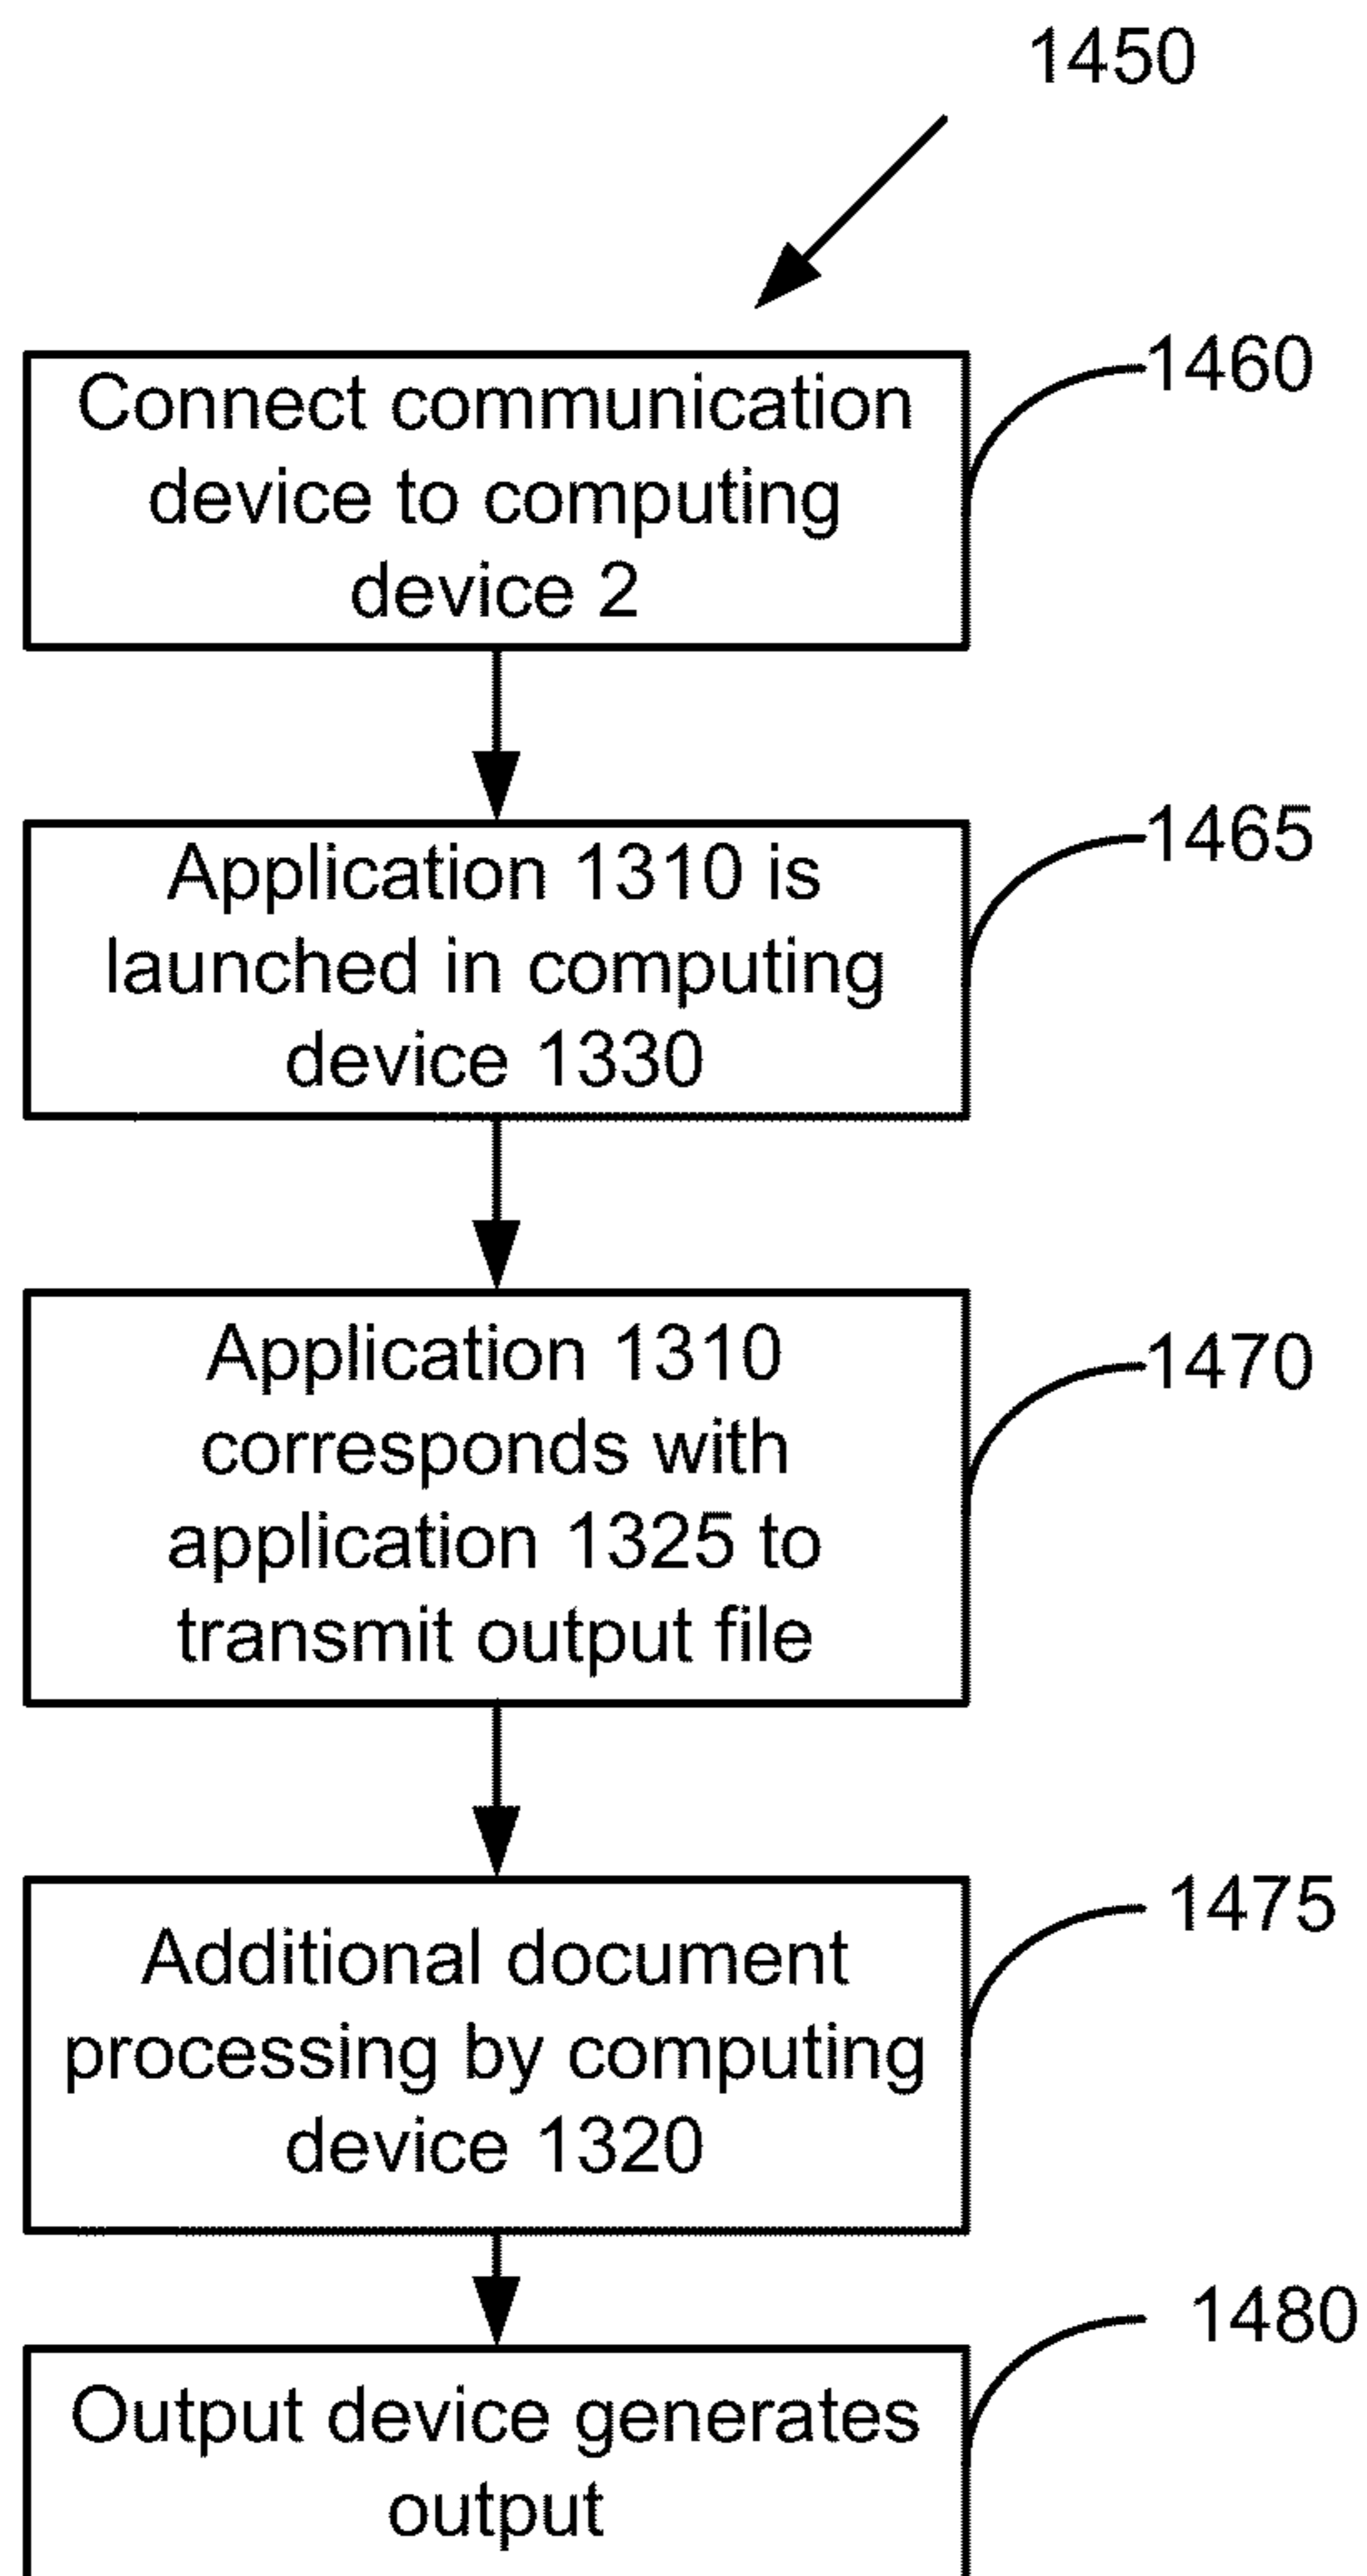 1450
Connect communication
device to computing
device 2
1460
Application 1310 is
launched in computing
device 1330
1465
Application 1310
corresponds with
application 1325 to
transmit output file
1470
Additional document
processing by computing
device 1320
1475
Output device generates
output
1480